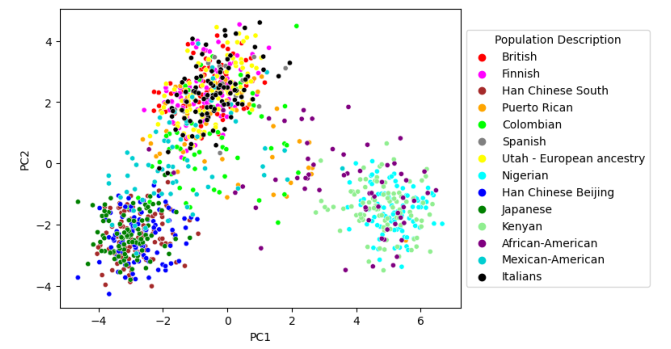 Population Description
British
Finnish
Han Chinese South
Puerto Rican
Colombian
Spanish
Utah - European ancestry
Nigerian
Han Chinese Beijing
Japanese
Kenyan
African-American
Mexican-American
Italians
PC2
4
2
0
−2
−4
−4
−2
0
2
4
6
PC1